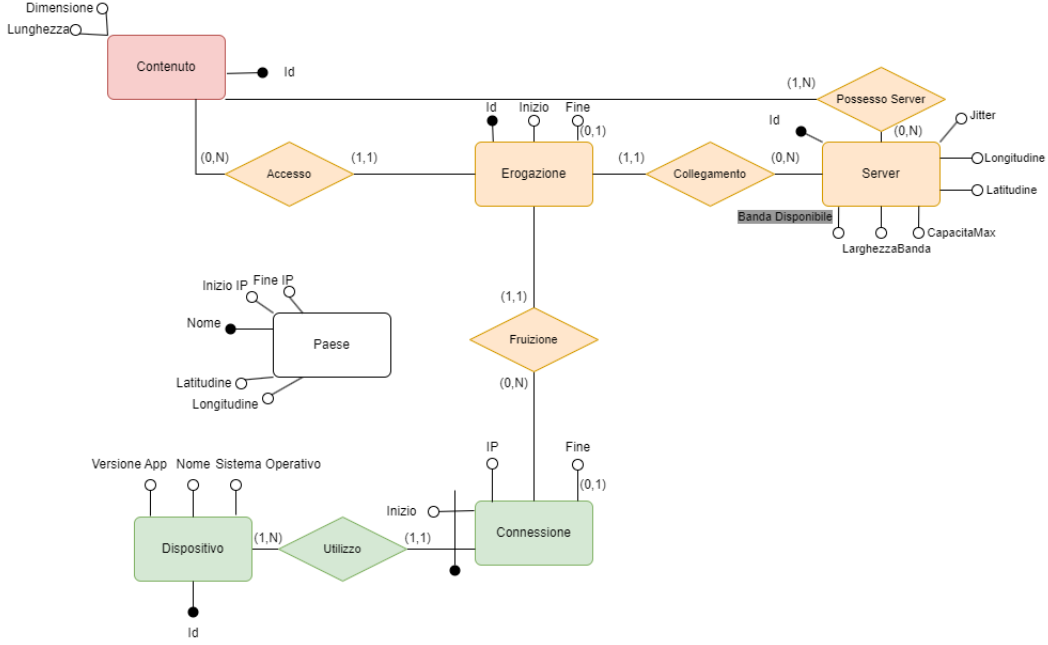 Dimensione
Lunghezza
Contenuto
Id
(1,N)
Possesso Server
(0,N)
Id
Inizio
Fine
(0,1)
Id
Jitter
(0,N)
Accesso
(1,1)
Erogazione
(1,1)
Collegamento
(0,N)
Server
Longitudine
Latitudine
Banda Disponibile
CapacitaMax
LarghezzaBanda
Inizio IP
Fine IP
Nome
Paese
Latitudine
Longitudine
(1,1)
Fruizione
(0,N)
Versione App
Nome
Sistema Operativo
IP
Fine
(0,1)
Inizio
Dispositivo
(1,N)
Utilizzo
(1,1)
Connessione
Id